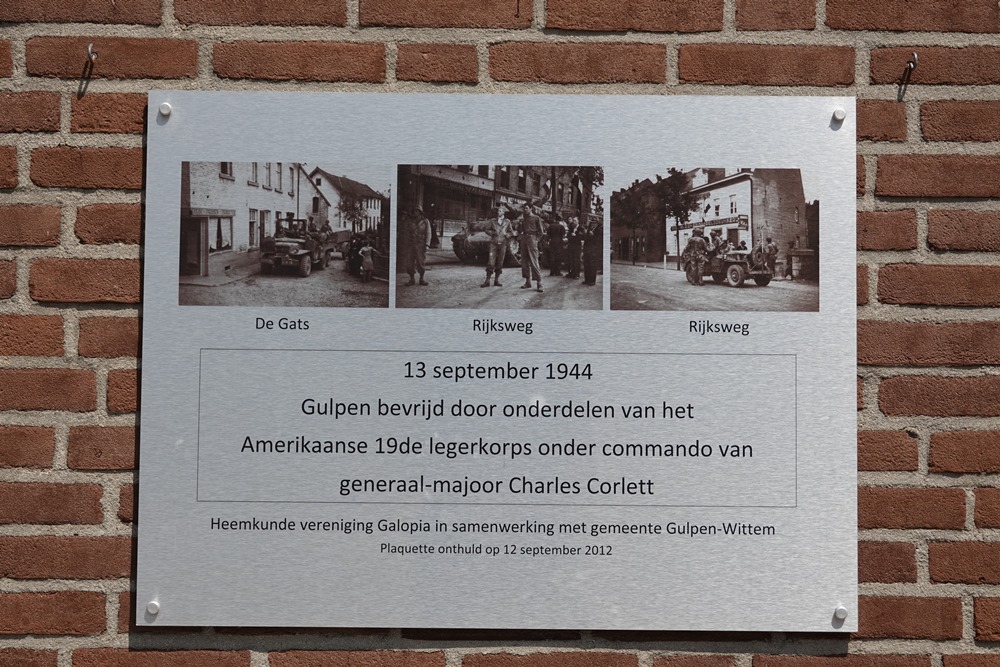 De Gats
Rijksweg
Rijksweg
13 september 1944
Gulpen bevrijd door onderdelen van het
Amerikaanse 19de legerkorps onder commando van
generaal-majoor Charles Corlett
Heemkunde vereniging Galopia in samenwerking met gemeente Gulpen-Wittem
Plaquette onthuld op 12 september 2012